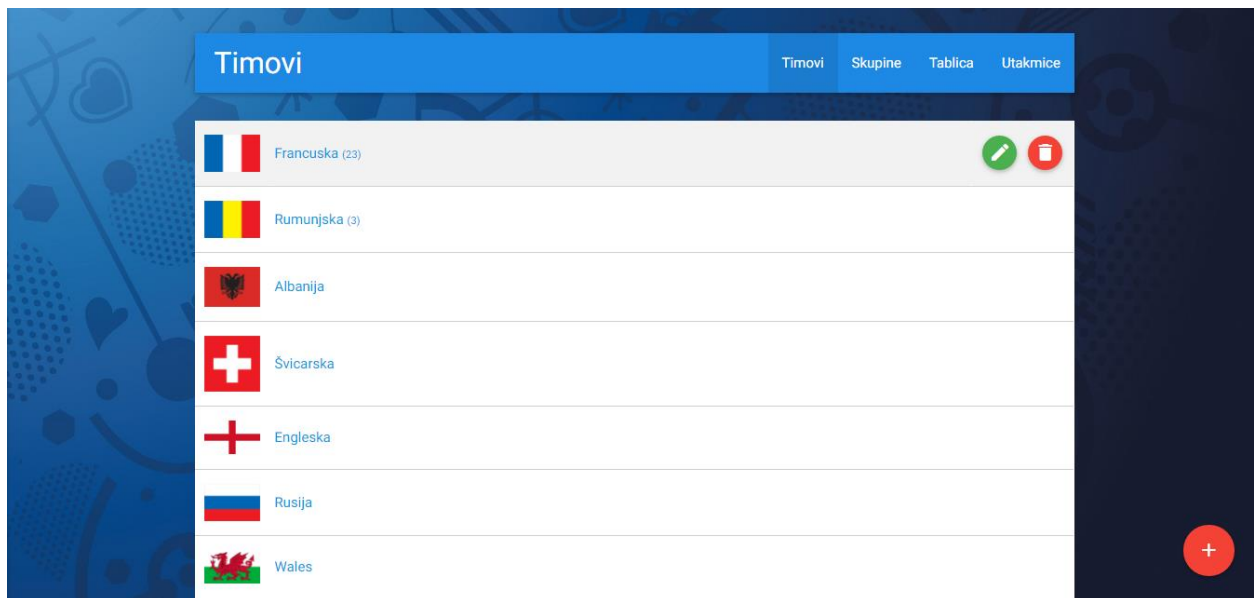 Timovi
Timovi Skupine Tablica Utakmice
Francuska (23)
Rumunjska (3)
Albanija
Švicarska
Engleska
Rusija
Wales